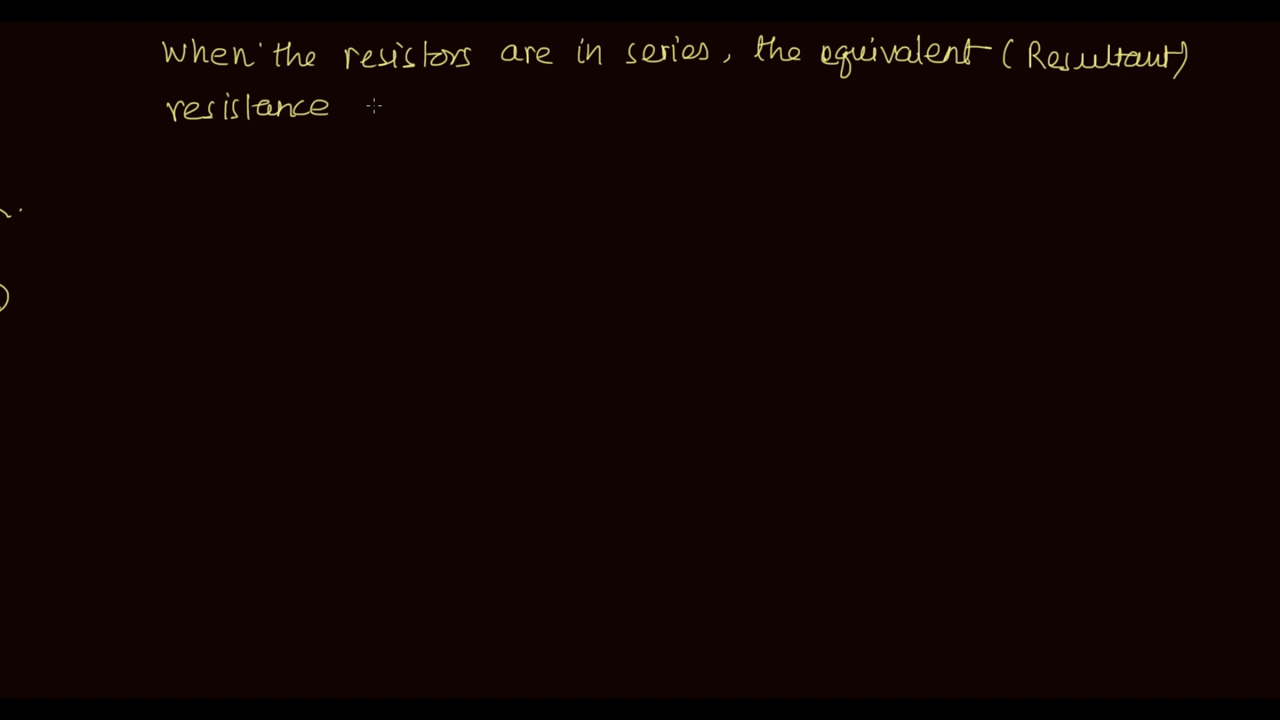 When the resistors are in series, the equivalent (Resultant)
resistance